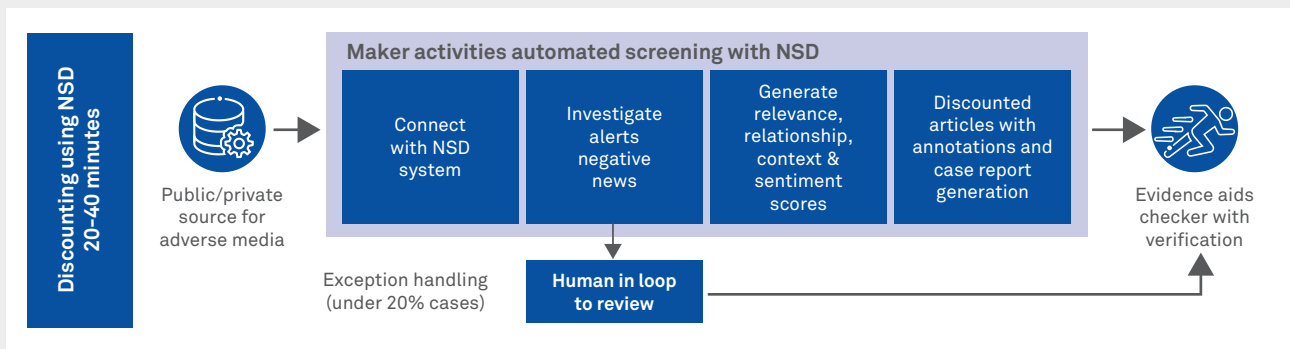 Discounting using NSD
20-40 minutes
Public/private
source for
adverse media
Maker activities automated screening with NSD
Connect
with NSD
system
Investigate
alerts
negative
news
Generate
relevance,
relationship,
context &
sentiment
scores
Discounted
articles with
annotations and
case report
generation
Evidence aids
checker with
verification
Exception handling
(under 20% cases)
Human in loop
to review